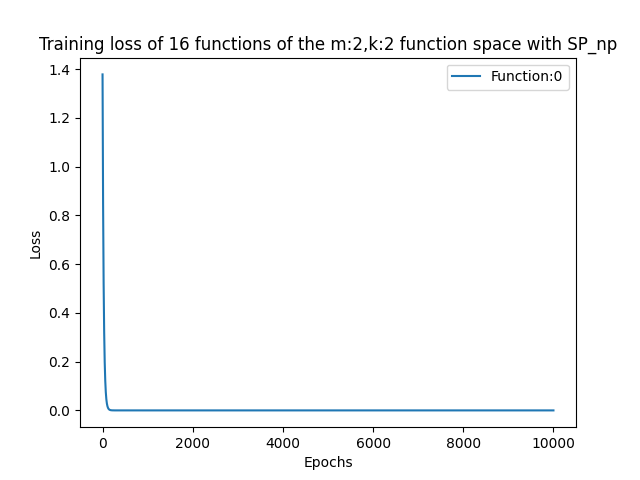 Training loss of 16 functions of the m:2,k:2 function space with SP_np
Function:0
Loss
1.4
1.2
1.0
0.8
0.6
0.4
0.2
0.0
0 2000 4000 6000 8000 10000
Epochs